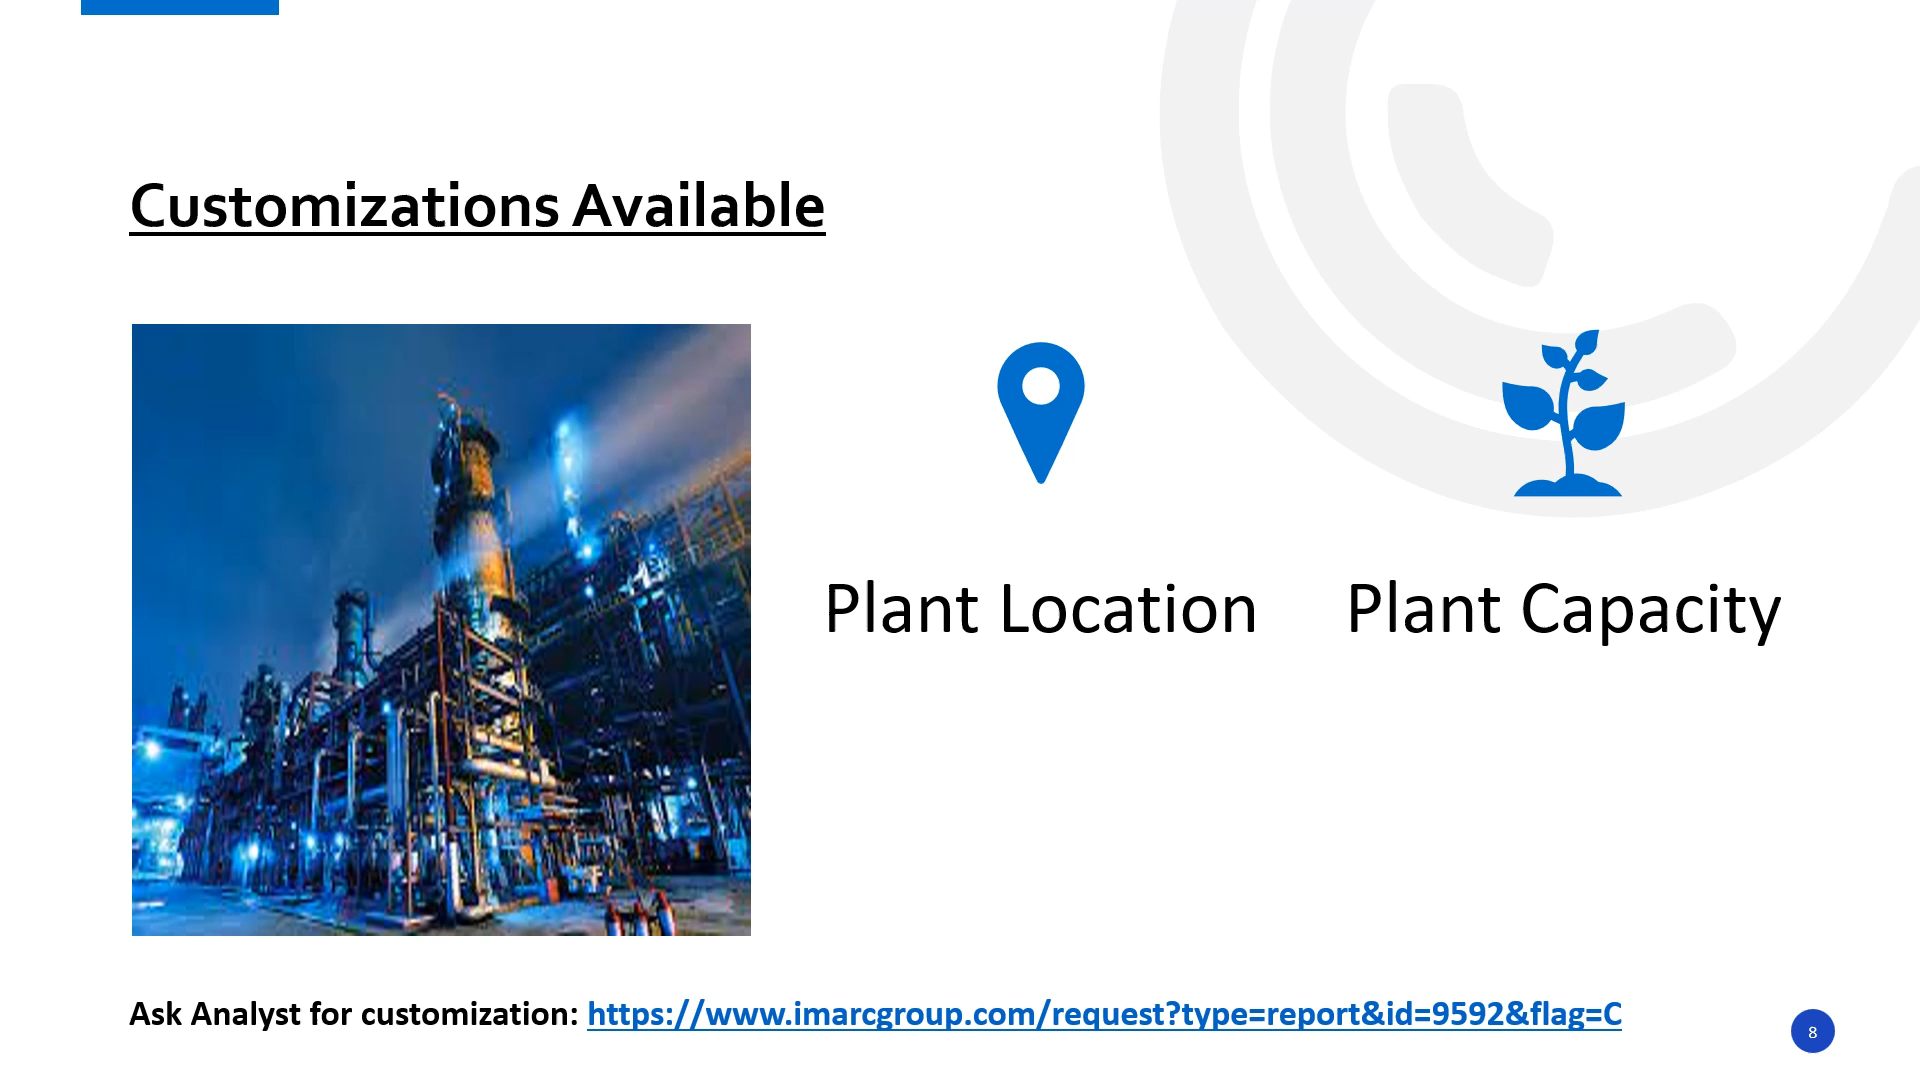 Customizations Available
Plant Location
Plant Capacity
Ask Analyst for customization: https://www.imarcgroup.com/request?type=report&id=9592&flag=C
8